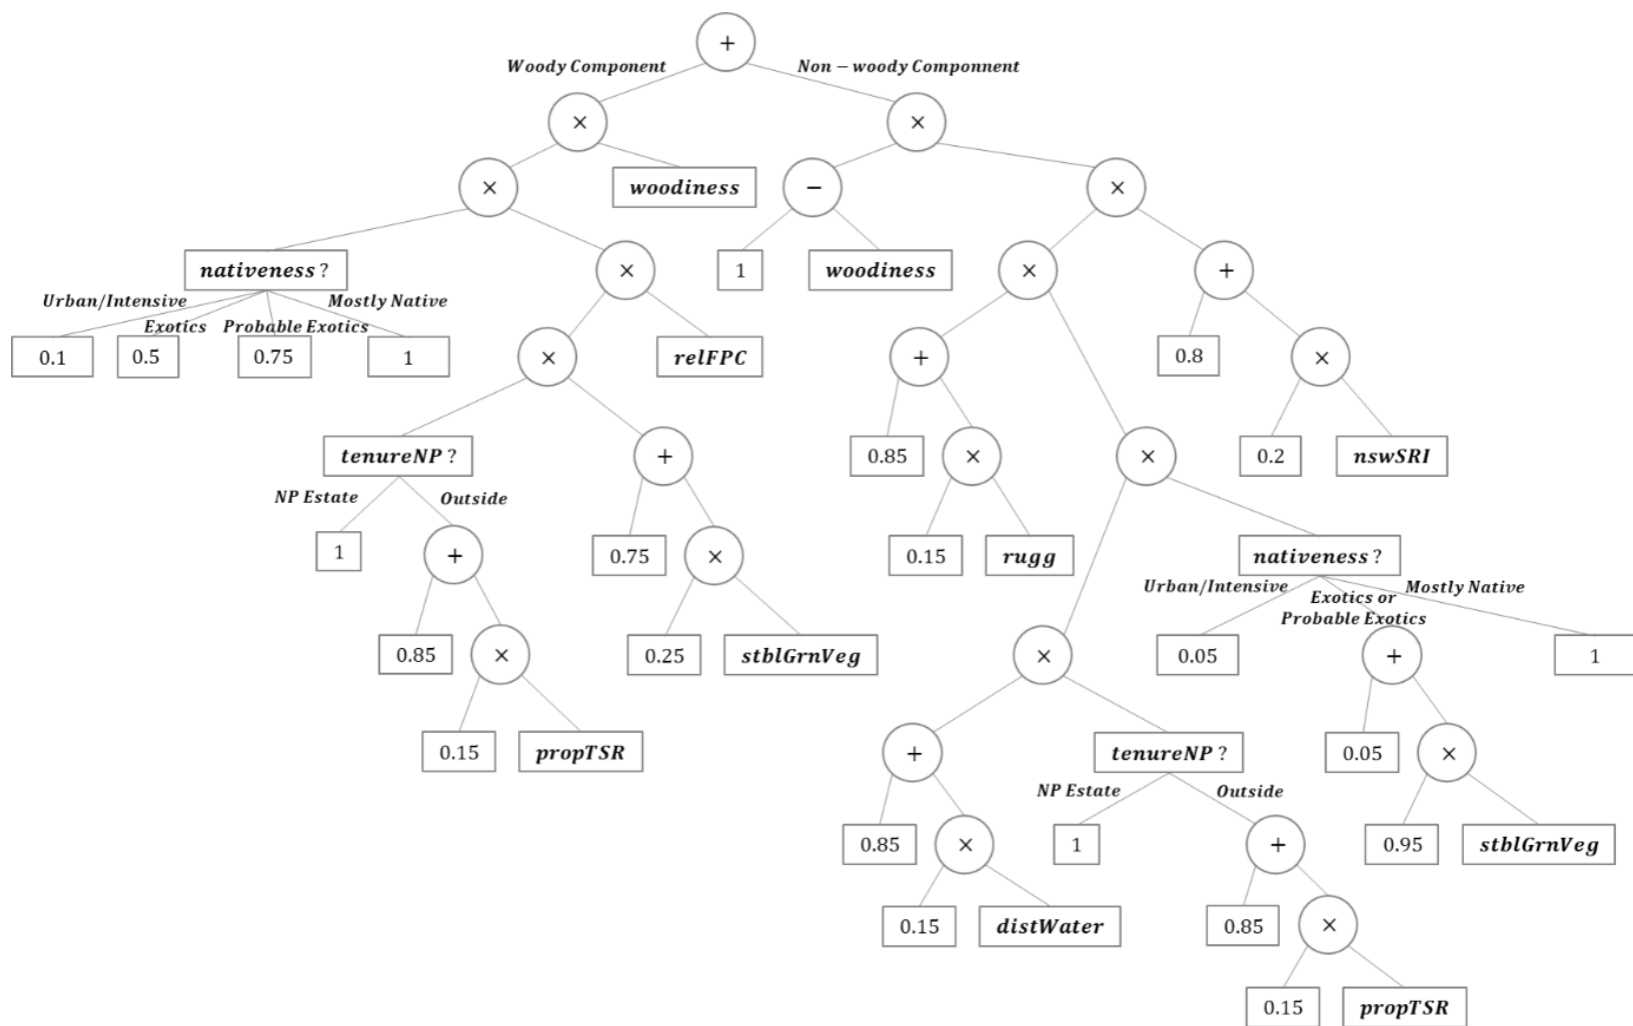 +
Woody Component
Non − woody Componnent
×
×
×
woodiness
−
×
nativeness ?
×
1
woodiness
×
+
Urban/Intensive
Mostly Native
Exotics
Probable Exotics
0.1
0.5
0.75
1
×
relFPC
+
0.8
×
tenureNP ?
+
0.85
×
×
0.2
nswSRI
NP Estate
Outside
1
+
0.75
×
0.15
rugg
nativeness ?
Urban/Intensive
Exotics or
Probable Exotics
Mostly Native
0.85
×
0.25
stblGrnVeg
×
0.05
+
1
0.15
propTSR
+
tenureNP ?
0.05
×
NP Estate
Outside
0.85
×
1
+
0.95
stblGrnVeg
0.15
distWater
0.85
×
0.15
propTSR